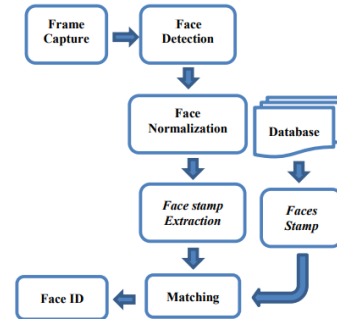 Frame
Capture
Face
Detection
Face
Normalization
Database
Face stamp
Extraction
Faces
Stamp
Face ID
Matching